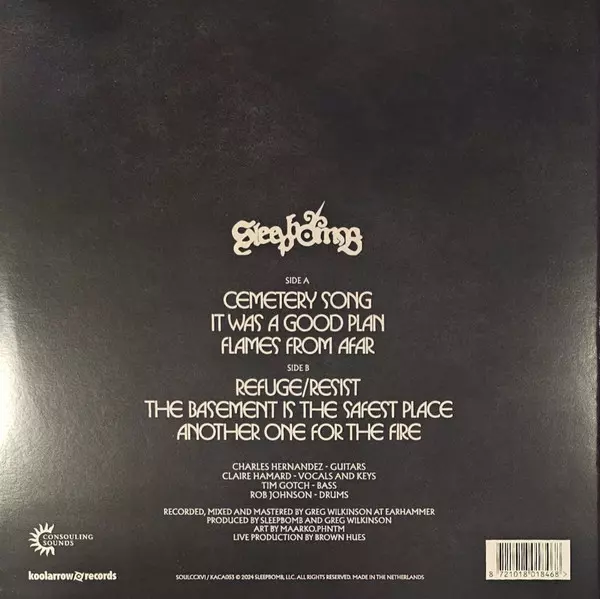 Sleepbomb
SIDE A
CEMETERY SONG
IT WAS A GOOD PLAN
FLAMES FROM AFAR
SIDE B
REFUGE/RESIST
THE BASEMENT IS THE SAFEST PLACE
ANOTHER ONE FOR THE FIRE
CHARLES HERNANDEZ - GUITARS
CLAIRE HAMARD - VOCALS AND KEYS
TIM GOTCH - BASS
ROB JOHNSON - DRUMS
RECORDED, MIXED AND MASTERED BY GREG WILKINSON AT EARHAMMER
PRODUCED BY SLEEPBOMB AND GREG WILKINSON
ART BY MAARKO.PHNTM
LIVE PRODUCTION BY BROWN HUES
CONSOULING
SOUNDS
koolarrow records
SOULCCXVI / KACA053 © 2024 SLEEPBOMB, LLC. ALL RIGHTS RESERVED. MADE IN THE NETHERLANDS
8 721018 018468 >